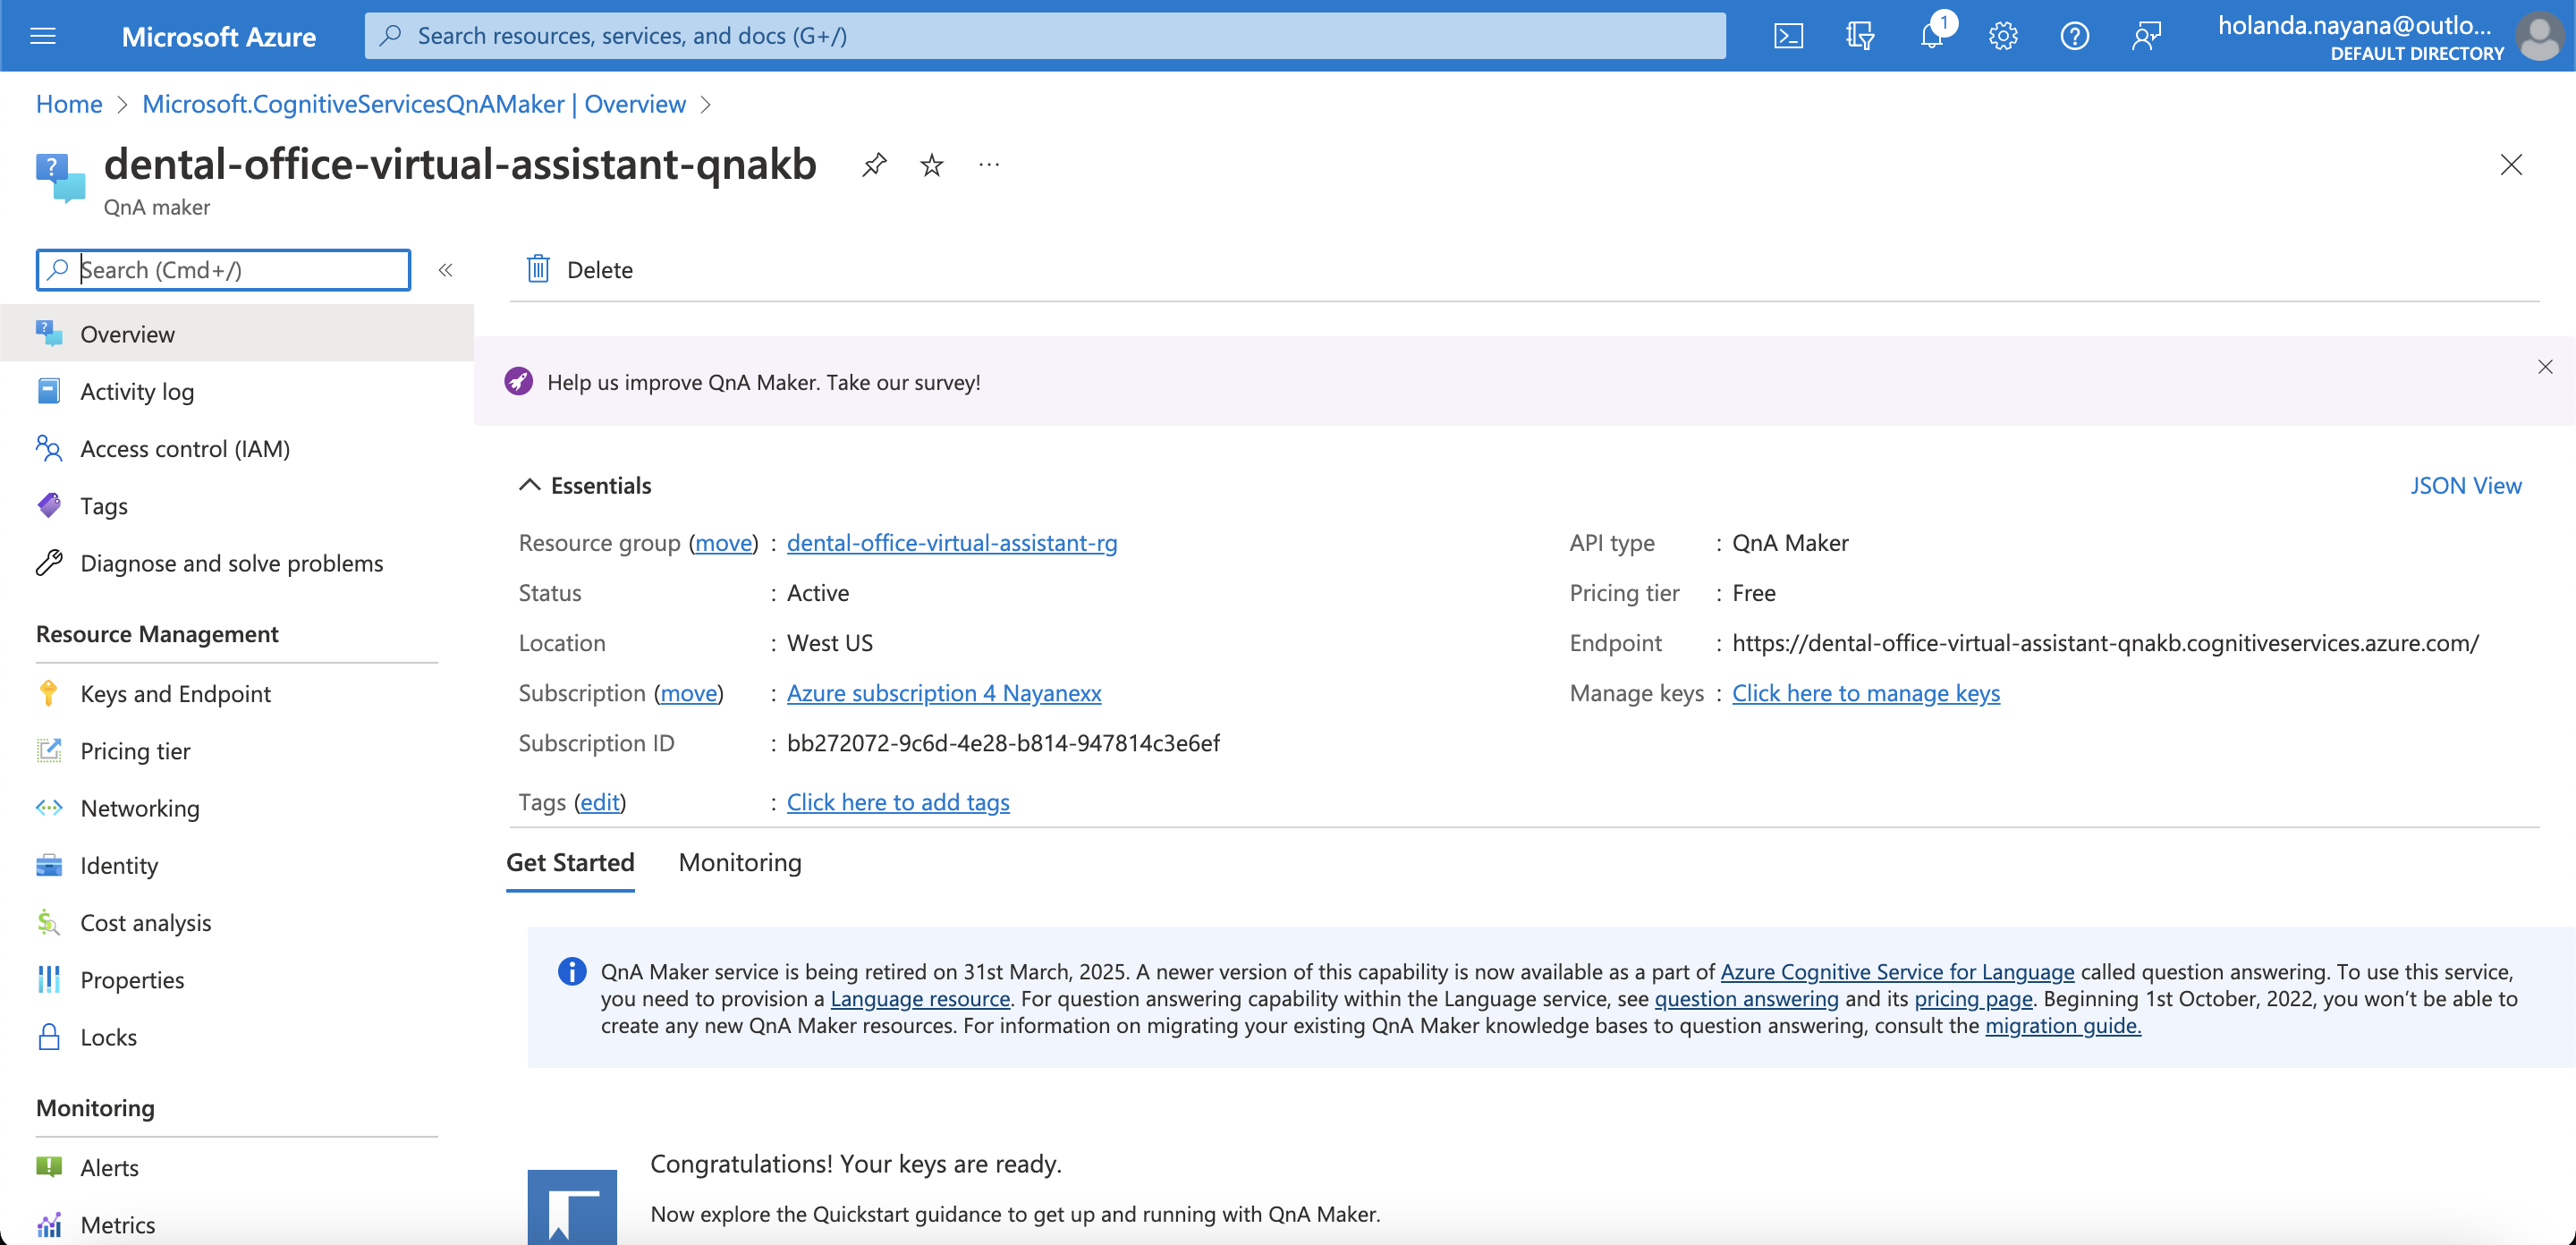 Microsoft Azure
Search resources, services, and docs (G+/)
1
holanda.nayana@outlo...
DEFAULT DIRECTORY
Home > Microsoft.CognitiveServicesQnAMaker | Overview >
dental-office-virtual-assistant-qnakb
QnA maker
Search (Cmd+/)
Overview
Activity log
Access control (IAM)
Tags
Diagnose and solve problems
Resource Management
Keys and Endpoint
Pricing tier
Networking
Identity
Cost analysis
Properties
Locks
Monitoring
Alerts
Metrics
Delete
Help us improve QnA Maker. Take our survey!
Essentials
JSON View
Resource group (move) : dental-office-virtual-assistant-rg
Status : Active
Location : West US
Subscription (move) : Azure subscription 4 Nayanexx
Subscription ID : bb272072-9c6d-4e28-b814-947814c3e6ef
Tags (edit) : Click here to add tags
API type : QnA Maker
Pricing tier : Free
Endpoint : https://dental-office-virtual-assistant-qnakb.cognitiveservices.azure.com/
Manage keys : Click here to manage keys
Get Started Monitoring
QnA Maker service is being retired on 31st March, 2025. A newer version of this capability is now available as a part of Azure Cognitive Service for Language called question answering. To use this service,
you need to provision a Language resource. For question answering capability within the Language service, see question answering and its pricing page. Beginning 1st October, 2022, you won't be able to
create any new QnA Maker resources. For information on migrating your existing QnA Maker knowledge bases to question answering, consult the migration guide.
Congratulations! Your keys are ready.
Now explore the Quickstart guidance to get up and running with QnA Maker.